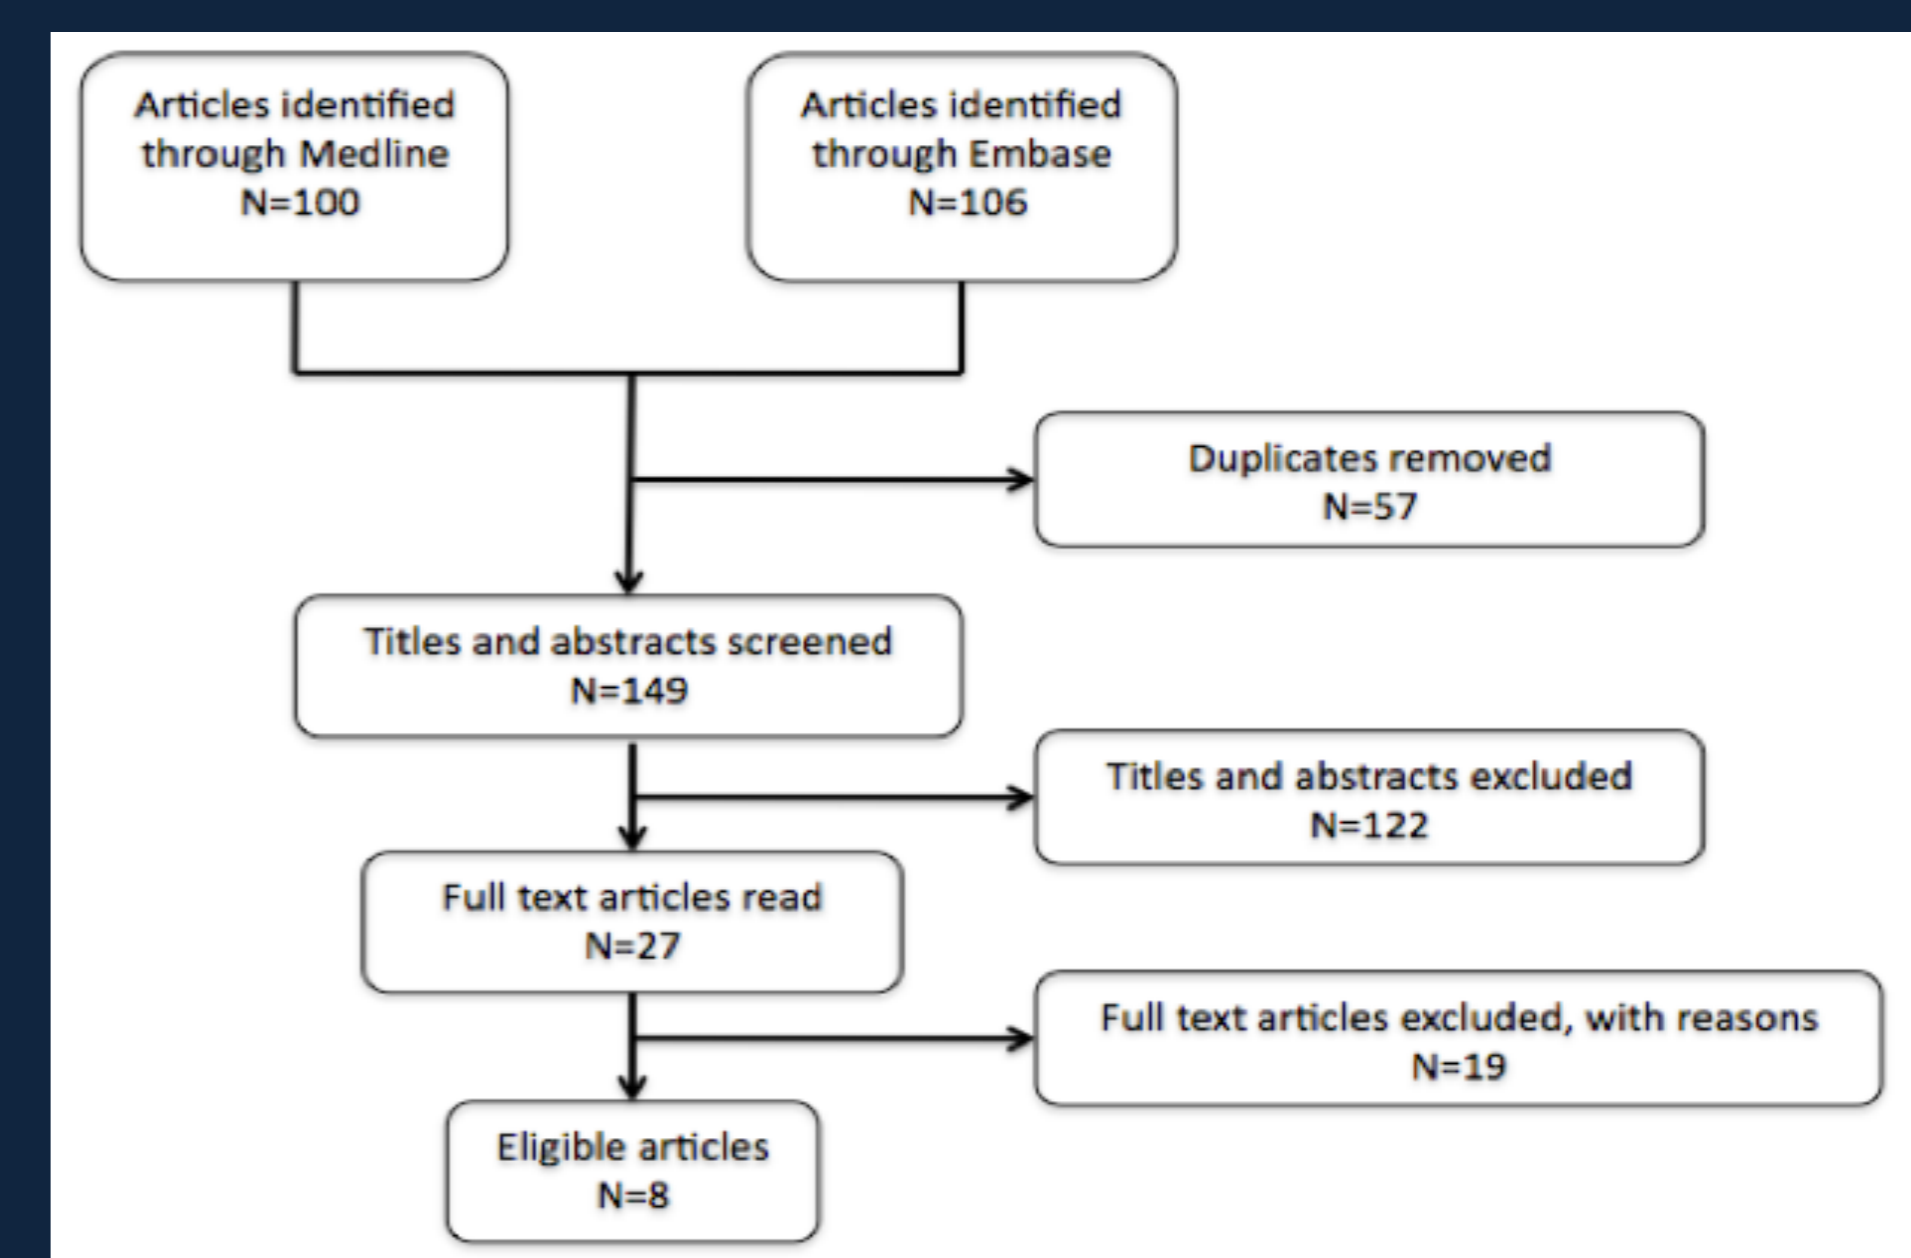 Articles identified
through Medline
N=100
Articles identified
through Embase
N=106
Duplicates removed
N=57
Titles and abstracts screened
N=149
Titles and abstracts excluded
N=122
Full text articles read
N=27
Full text articles excluded, with reasons
N=19
Eligible articles
N=8